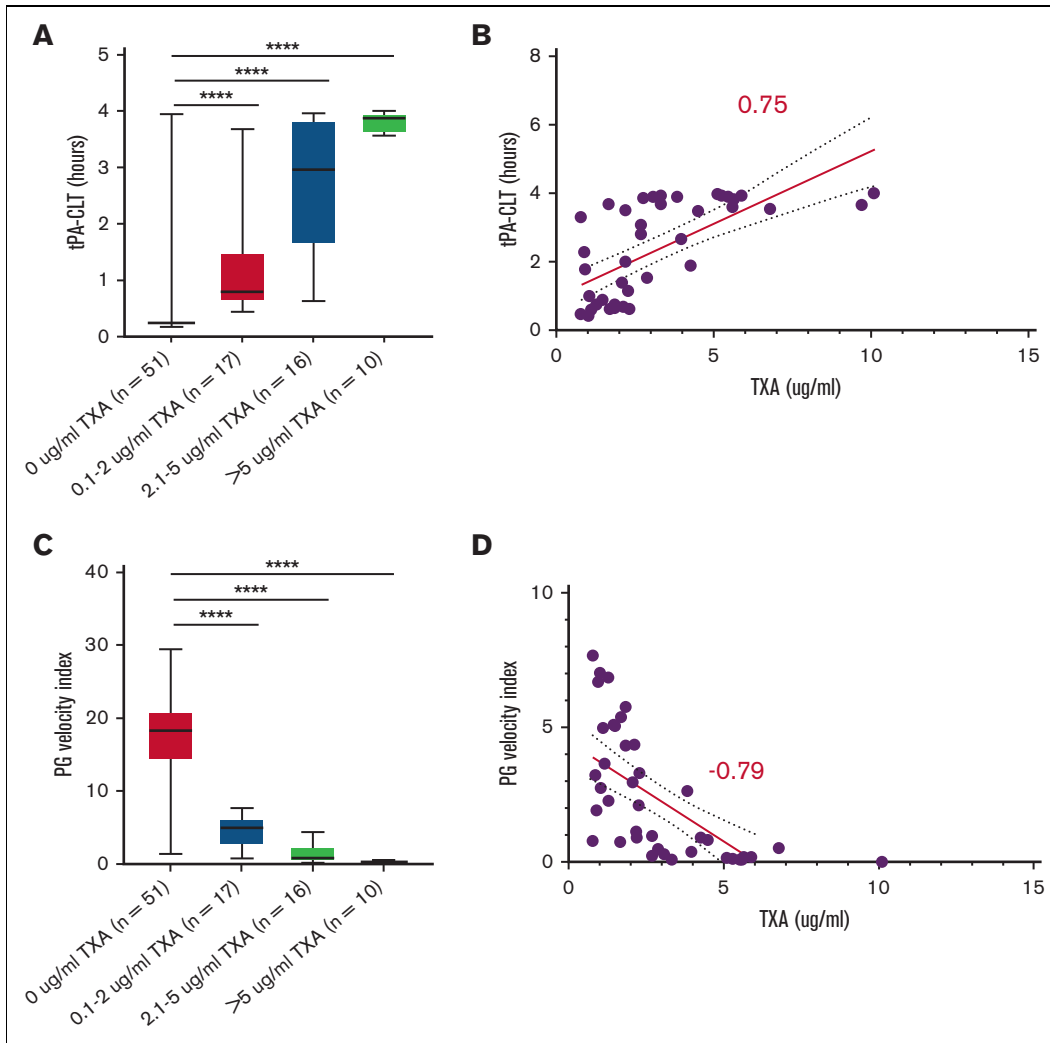 A
****
****
****
5
4
3
2
1
0
tPA-CLT (hours)
0 ug/ml TXA (n = 51)
0.1-2 ug/ml TXA (n = 17)
2.1-5 ug/ml TXA (n = 16)
>5 ug/ml TXA (n = 10)
B
8
6
4
2
0
tPA-CLT (hours)
0.75
0 5 10 15
TXA (ug/ml)
C
****
****
****
40
30
20
10
0
PG velocity index
0 ug/ml TXA (n = 51)
0.1-2 ug/ml TXA (n = 17)
2.1-5 ug/ml TXA (n = 16)
>5 ug/ml TXA (n = 10)
D
10
5
0
PG velocity index
-0.79
0 5 10 15
TXA (ug/ml)